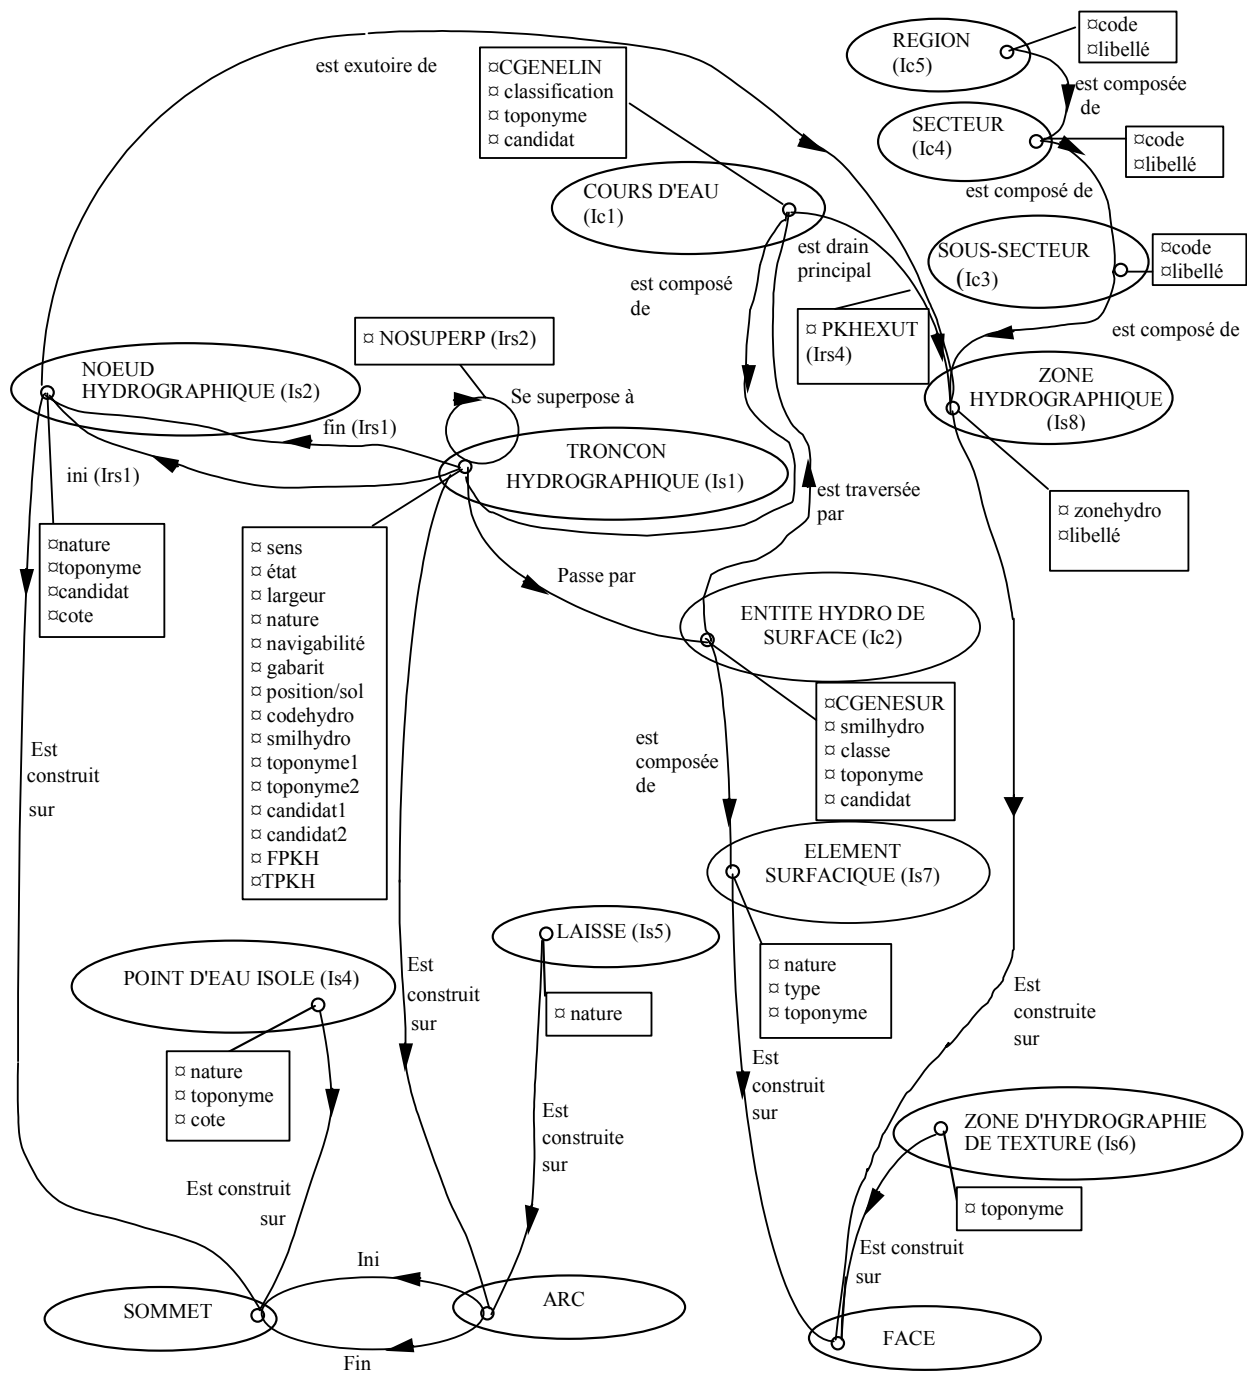 est exutoire de
¤CGENELIN
¤ classification
¤ toponyme
¤ candidat
REGION
(Ic5)
¤code
¤libellé
est composée
de
SECTEUR
(Ic4)
¤code
¤libellé
est composé de
COURS D'EAU
(Ic1)
est drain
principal
SOUS-SECTEUR
(Ic3)
¤code
¤libellé
est composé
de
¤ PKHEXUT
(Irs4)
est composé de
¤ NOSUPERP (Irs2)
NOEUD
HYDROGRAPHIQUE (Is2)
Se superpose à
ZONE
HYDROGRAPHIQUE
(Is8)
fin (Irs1)
ini (Irs1)
TRONCON
HYDROGRAPHIQUE (Is1)
est traversée
par
¤ zonehydro
¤libellé
¤nature
¤toponyme
¤candidat
¤cote
¤ sens
¤ état
¤ largeur
¤ nature
¤ navigabilité
¤ gabarit
¤ position/sol
¤ codehydro
¤ smilhydro
¤ toponyme1
¤ toponyme2
¤ candidat1
¤ candidat2
¤ FPKH
¤TPKH
Passe par
ENTITE HYDRO DE
SURFACE (Ic2)
¤CGENESUR
¤ smilhydro
¤ classe
¤ toponyme
¤ candidat
Est
construit
sur
est
composée
de
ELEMENT
SURFACIQUE (Is7)
¤ nature
¤ type
¤ toponyme
LAISSE (Is5)
¤ nature
POINT D'EAU ISOLE (Is4)
¤ nature
¤ toponyme
¤ cote
Est
construit
sur
Est
construite
sur
Est
construit
sur
Est
construite
sur
ZONE D'HYDROGRAPHIE
DE TEXTURE (Is6)
¤ toponyme
Est construit
sur
Est construit
sur
Ini
SOMMET
ARC
Fin
FACE